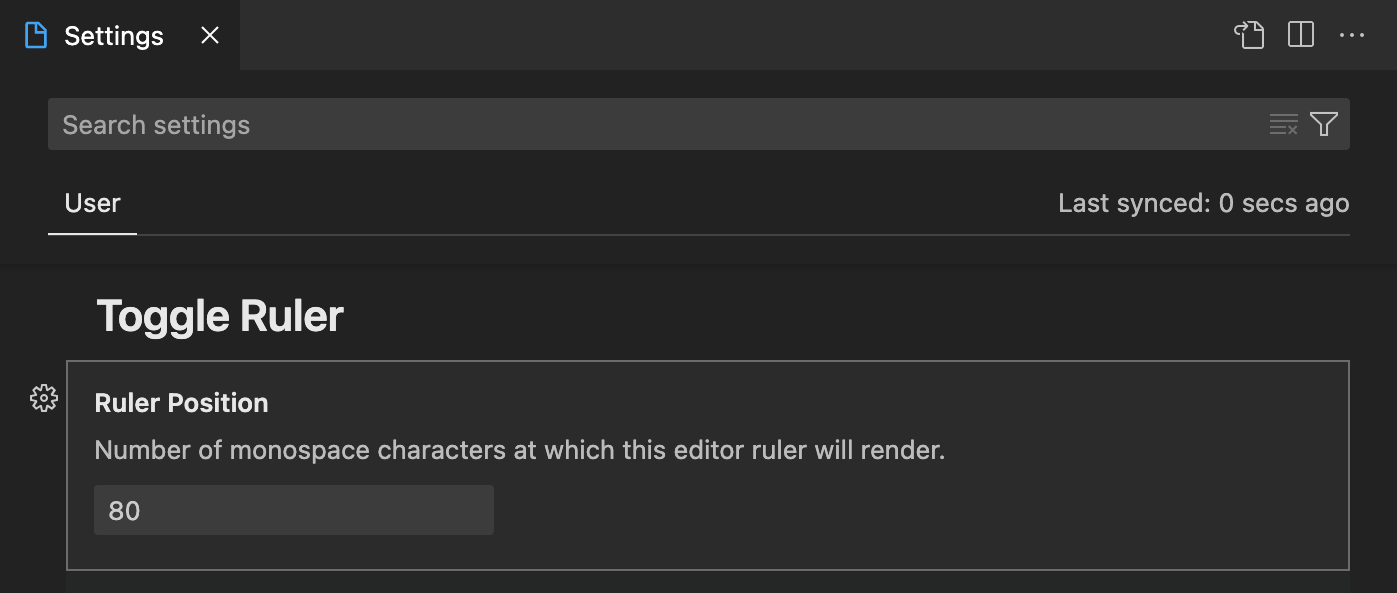 Settings
Search settings
User
Last synced: 0 secs ago
Toggle Ruler
Ruler Position
Number of monospace characters at which this editor ruler will render.
80